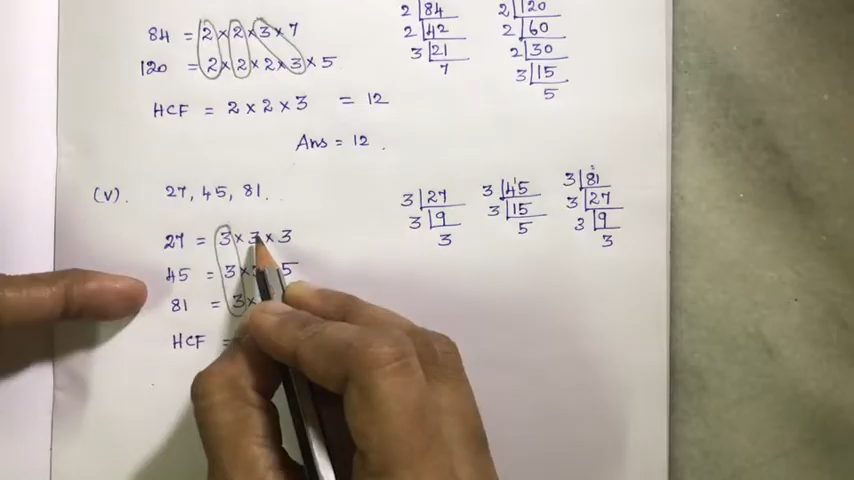 84 = 2 × 2 × 3 × 7
120 = 2 × 2 × 2 × 3 × 5
HCF = 2 × 2 × 3 = 12
Ans = 12 .
2 84
2 42
3 21
7
2 120
2 60
2 30
3 15
5
(V). 27, 45, 81.
27 = 3 × 3 × 3
45 = 3 × 5
81 = 3 ×
HCF =
3 27
3 9
3
3 45
3 15
5
3 81
3 27
3 9
3